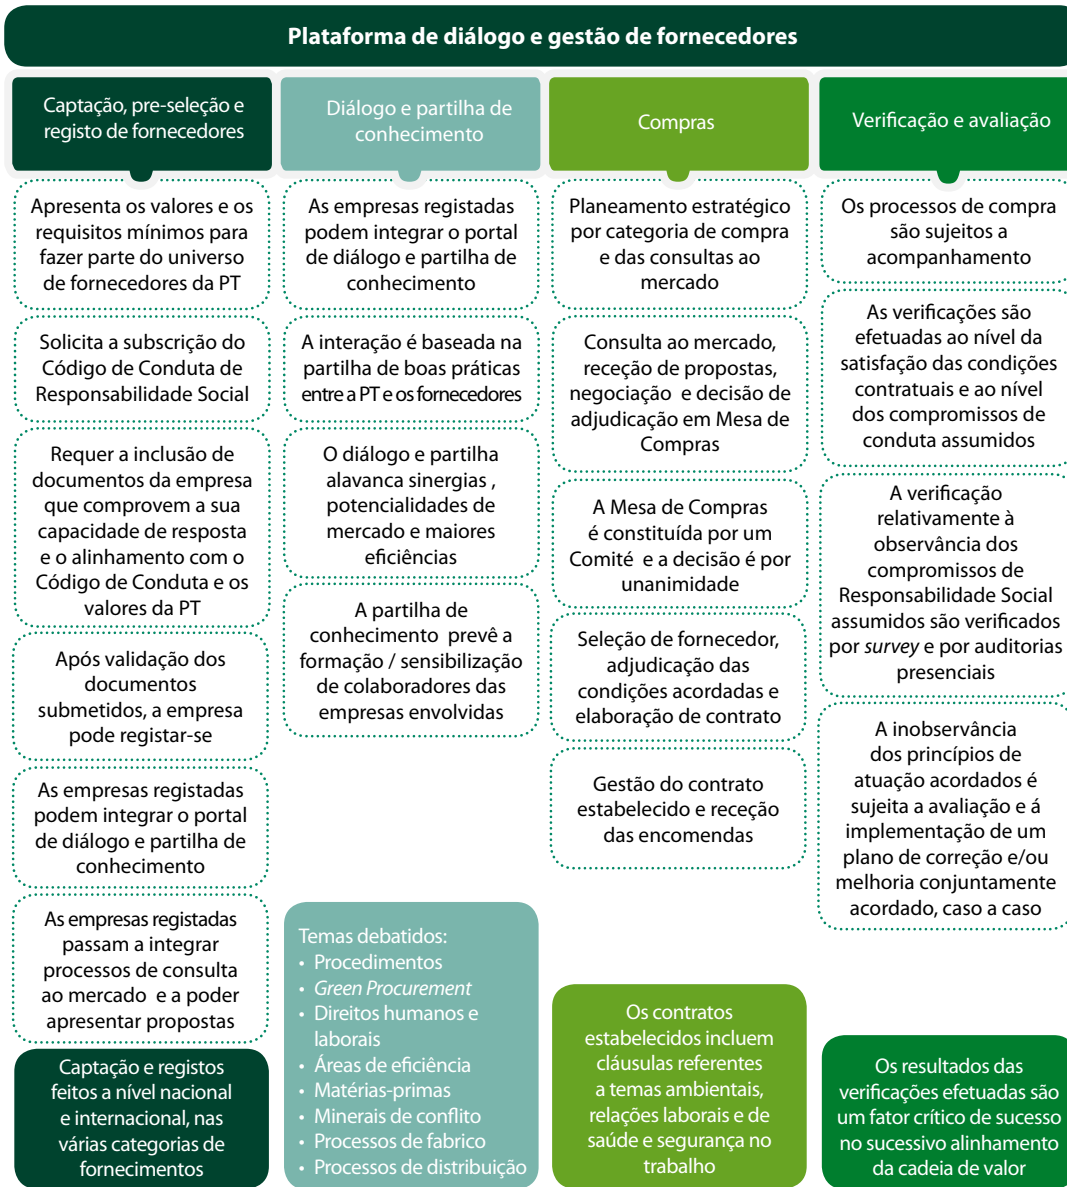 Plataforma de diálogo e gestão de fornecedores
Captação, pre-seleção e
registo de fornecedores
Apresenta os valores e os
requisitos mínimos para
fazer parte do universo
de fornecedores da PT
Solicita a subscrição do
Código de Conduta de
Responsabilidade Social
Requer a inclusão de
documentos da empresa
que comprovem a sua
capacidade de resposta
e o alinhamento com o
Código de Conduta e os
valores da PT
Após validação dos
documentos
submetidos, a empresa
pode registar-se
As empresas registadas
podem integrar o portal
de diálogo e partilha de
conhecimento
As empresas registadas
passam a integrar
processos de consulta
ao mercado e a poder
apresentar propostas
Captação e registos
feitos a nível nacional
e internacional, nas
várias categorias de
fornecimentos
Diálogo e partilha de
conhecimento
As empresas registadas
podem integrar o portal
de diálogo e partilha de
conhecimento
A interação é baseada na
partilha de boas práticas
entre a PT e os fornecedores
O diálogo e partilha
alavanca sinergias ,
potencialidades de
mercado e maiores
eficiências
A partilha de
conhecimento prevê a
formação / sensibilização
de colaboradores das
empresas envolvidas
Temas debatidos:
• Procedimentos
• Green Procurement
• Direitos humanos e
laborais
• Áreas de eficiência
• Matérias-primas
• Minerais de conflito
• Processos de fabrico
• Processos de distribuição
Compras
Planeamento estratégico
por categoria de compra
e das consultas ao
mercado
Consulta ao mercado,
receção de propostas,
negociação e decisão de
adjudicação em Mesa de
Compras
A Mesa de Compras
é constituída por um
Comité e a decisão é por
unanimidade
Seleção de fornecedor,
adjudicação das
condições acordadas e
elaboração de contrato
Gestão do contrato
estabelecido e receção
das encomendas
Os contratos
estabelecidos incluem
cláusulas referentes
a temas ambientais,
relações laborais e de
saúde e segurança no
trabalho
Verificação e avaliação
Os processos de compra
são sujeitos a
acompanhamento
As verificações são
efetuadas ao nível da
satisfação das condições
contratuais e ao nível
dos compromissos de
conduta assumidos
A verificação
relativamente à
observância dos
compromissos de
Responsabilidade Social
assumidos são verificados
por survey e por auditorias
presenciais
A inobservância
dos princípios de
atuação acordados é
sujeita a avaliação e á
implementação de um
plano de correção e/ou
melhoria conjuntamente
acordado, caso a caso
Os resultados das
verificações efetuadas são
um fator crítico de sucesso
no sucessivo alinhamento
da cadeia de valor